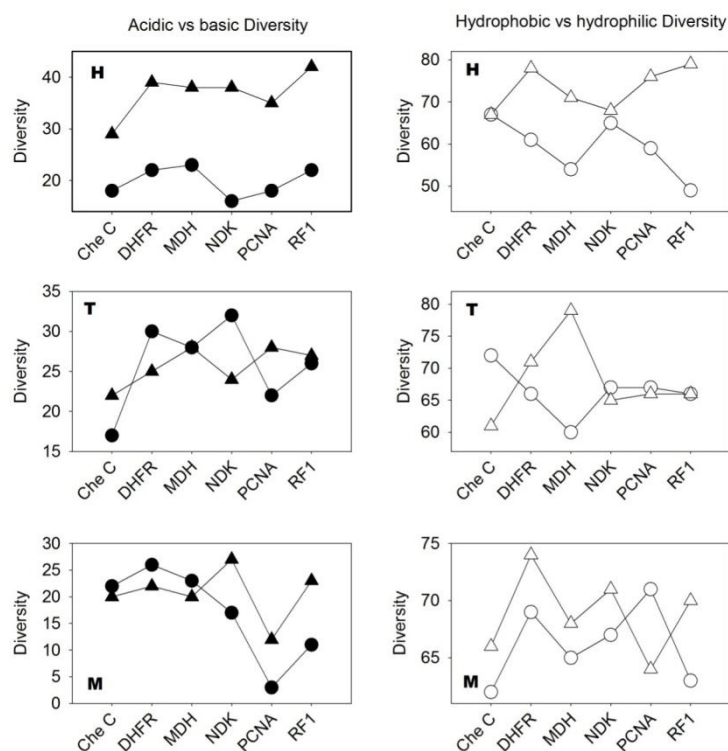 Acidic vs basic Diversity
Hydrophobic vs hydrophilic Diversity
H
Diversity
40
30
20
Che C
DHFR
MDH
NDK
PCNA
RF1
H
Diversity
80
70
60
50
Che C
DHFR
MDH
NDK
PCNA
RF1
T
Diversity
35
30
25
20
15
Che C
DHFR
MDH
NDK
PCNA
RF1
T
Diversity
80
75
70
65
60
Che C
DHFR
MDH
NDK
PCNA
RF1
M
Diversity
30
25
20
15
10
5
0
Che C
DHFR
MDH
NDK
PCNA
RF1
M
Diversity
75
70
65
Che C
DHFR
MDH
NDK
PCNA
RF1